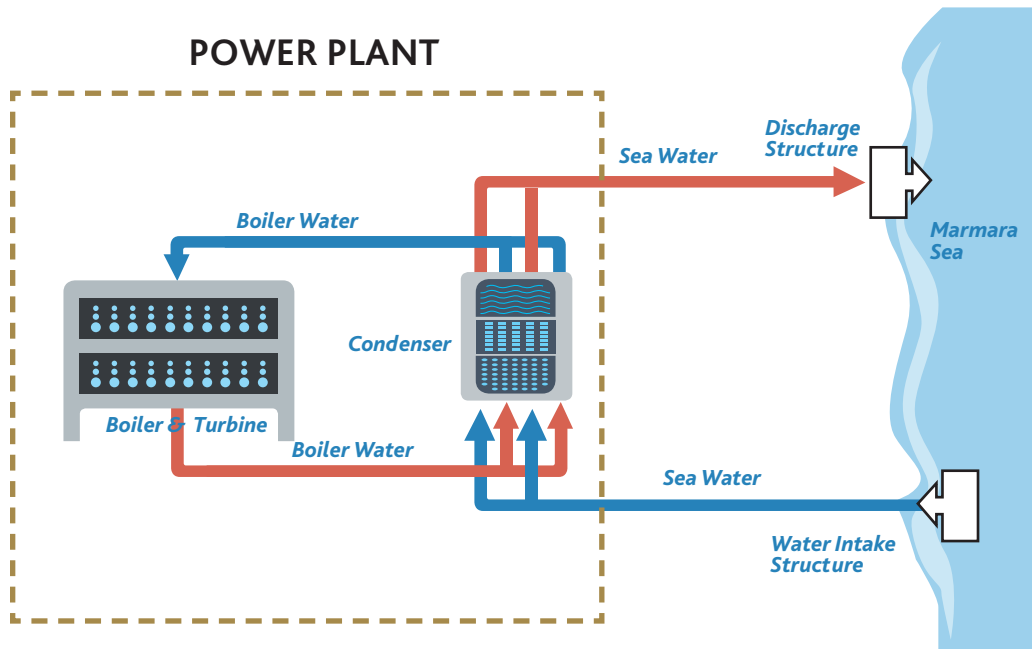 POWER PLANT
Discharge
Structure
Sea Water
Boiler Water
Marmara
Sea
Condenser
Boiler & Turbine
Boiler Water
Sea Water
Water Intake
Structure